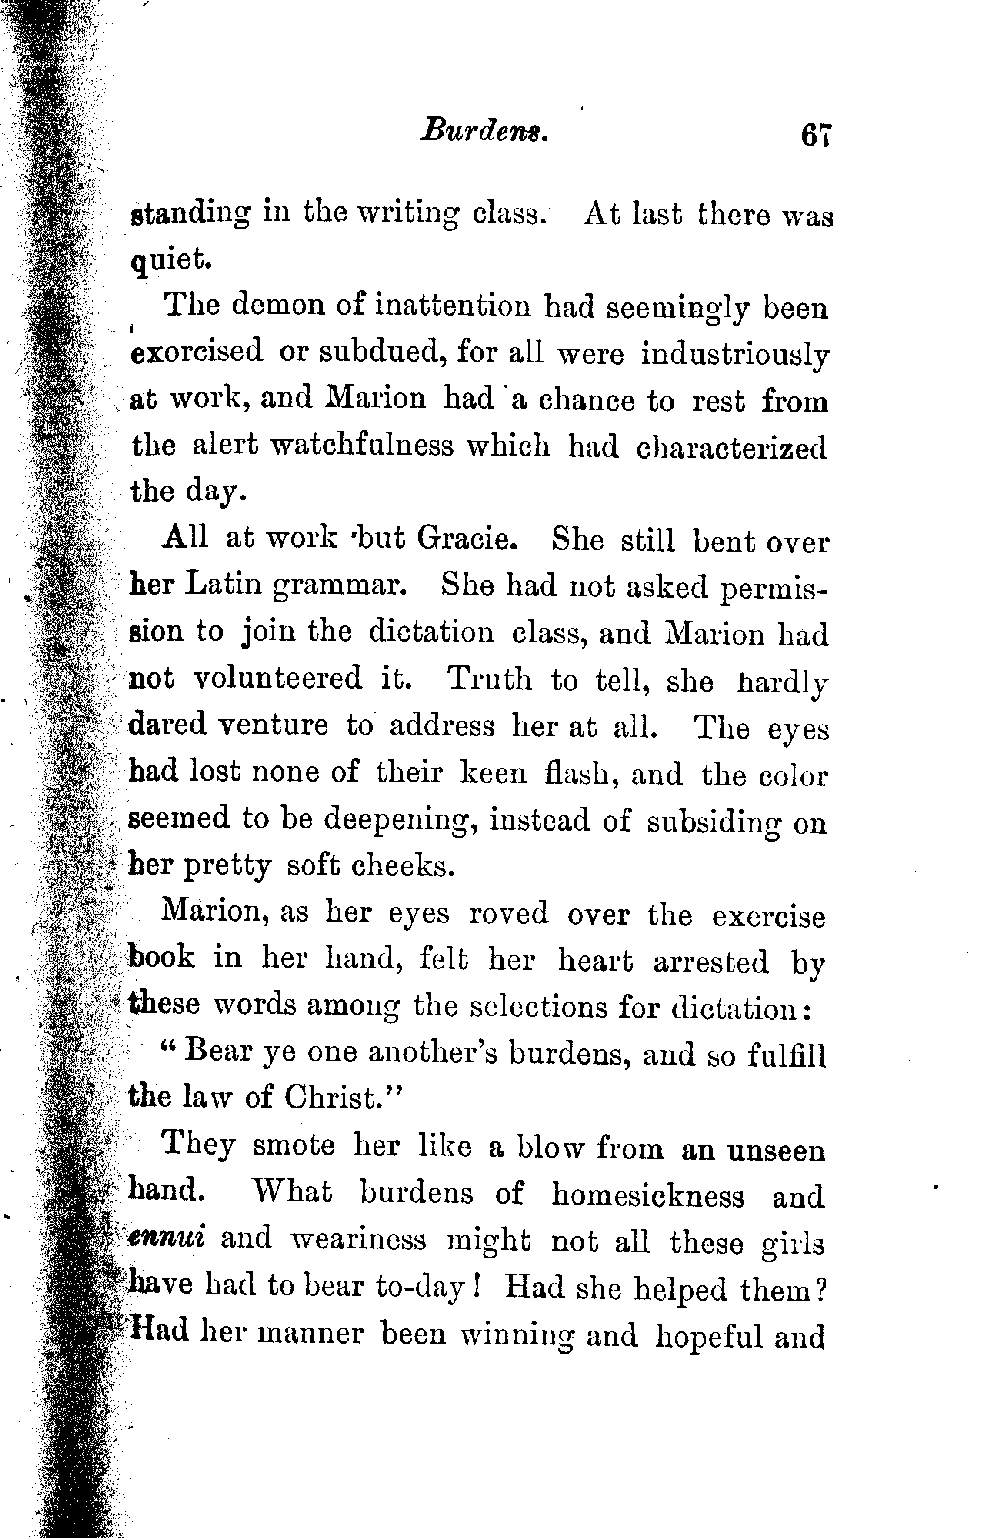 Burdens. 67
standing in the writing class. At last there was
quiet.
The demon of inattention had seemingly been
exorcised or subdued, for all were industriously
at work, and Marion had a chance to rest from
the alert watchfulness which had characterized
the day.
All at work but Gracie. She still bent over
her Latin grammar. She had not asked permis-
sion to join the dictation class, and Marion had
not volunteered it. Truth to tell, she hardly
dared venture to address her at all. The eyes
had lost none of their keen flash, and the color
seemed to be deepening, instead of subsiding on
her pretty soft cheeks.
Marion, as her eyes roved over the exercise
book in her hand, felt her heart arrested by
these words among the selections for dictation:
“Bear ye one another’s burdens, and so fulfill
the law of Christ.”
They smote her like a blow from an unseen
hand. What burdens of homesickness and
ennui and weariness might not all these girls
have had to bear to-day! Had she helped them?
Had her manner been winning and hopeful and